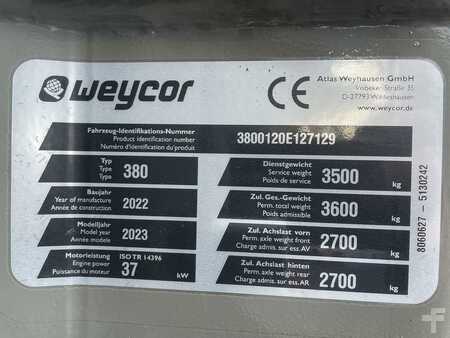 weycor
CE
Atlas Weyhausen GmbH
Visbeker Straße 35
D-27793 Wildeshausen
www.weycor.de
Fahrzeug-Identifikations-Nummer
Product identification number
Numéro d'identification du produit
3800120E127129
Typ
Type
Type
380
Baujahr
Year of manufacture
Année de construction
2022
Modelljahr
Model year
Année modèle
2023
Motorleistung
Engine power
Puissance du moteur
ISO TR 14396
37
kW
Dienstgewicht
Service weight
Poids de service
3500
kg
Zul. Ges.-Gewicht
Perm. total weight
Poids admissible
3600
kg
Zul. Achslast vorn
Perm. axle weight front
Charge admis. sur ess. AV
2700
kg
Zul. Achslast hinten
Perm. axle weight rear
Charge admis. sur ess. AR
2700
kg
8060627 - 5130242
F